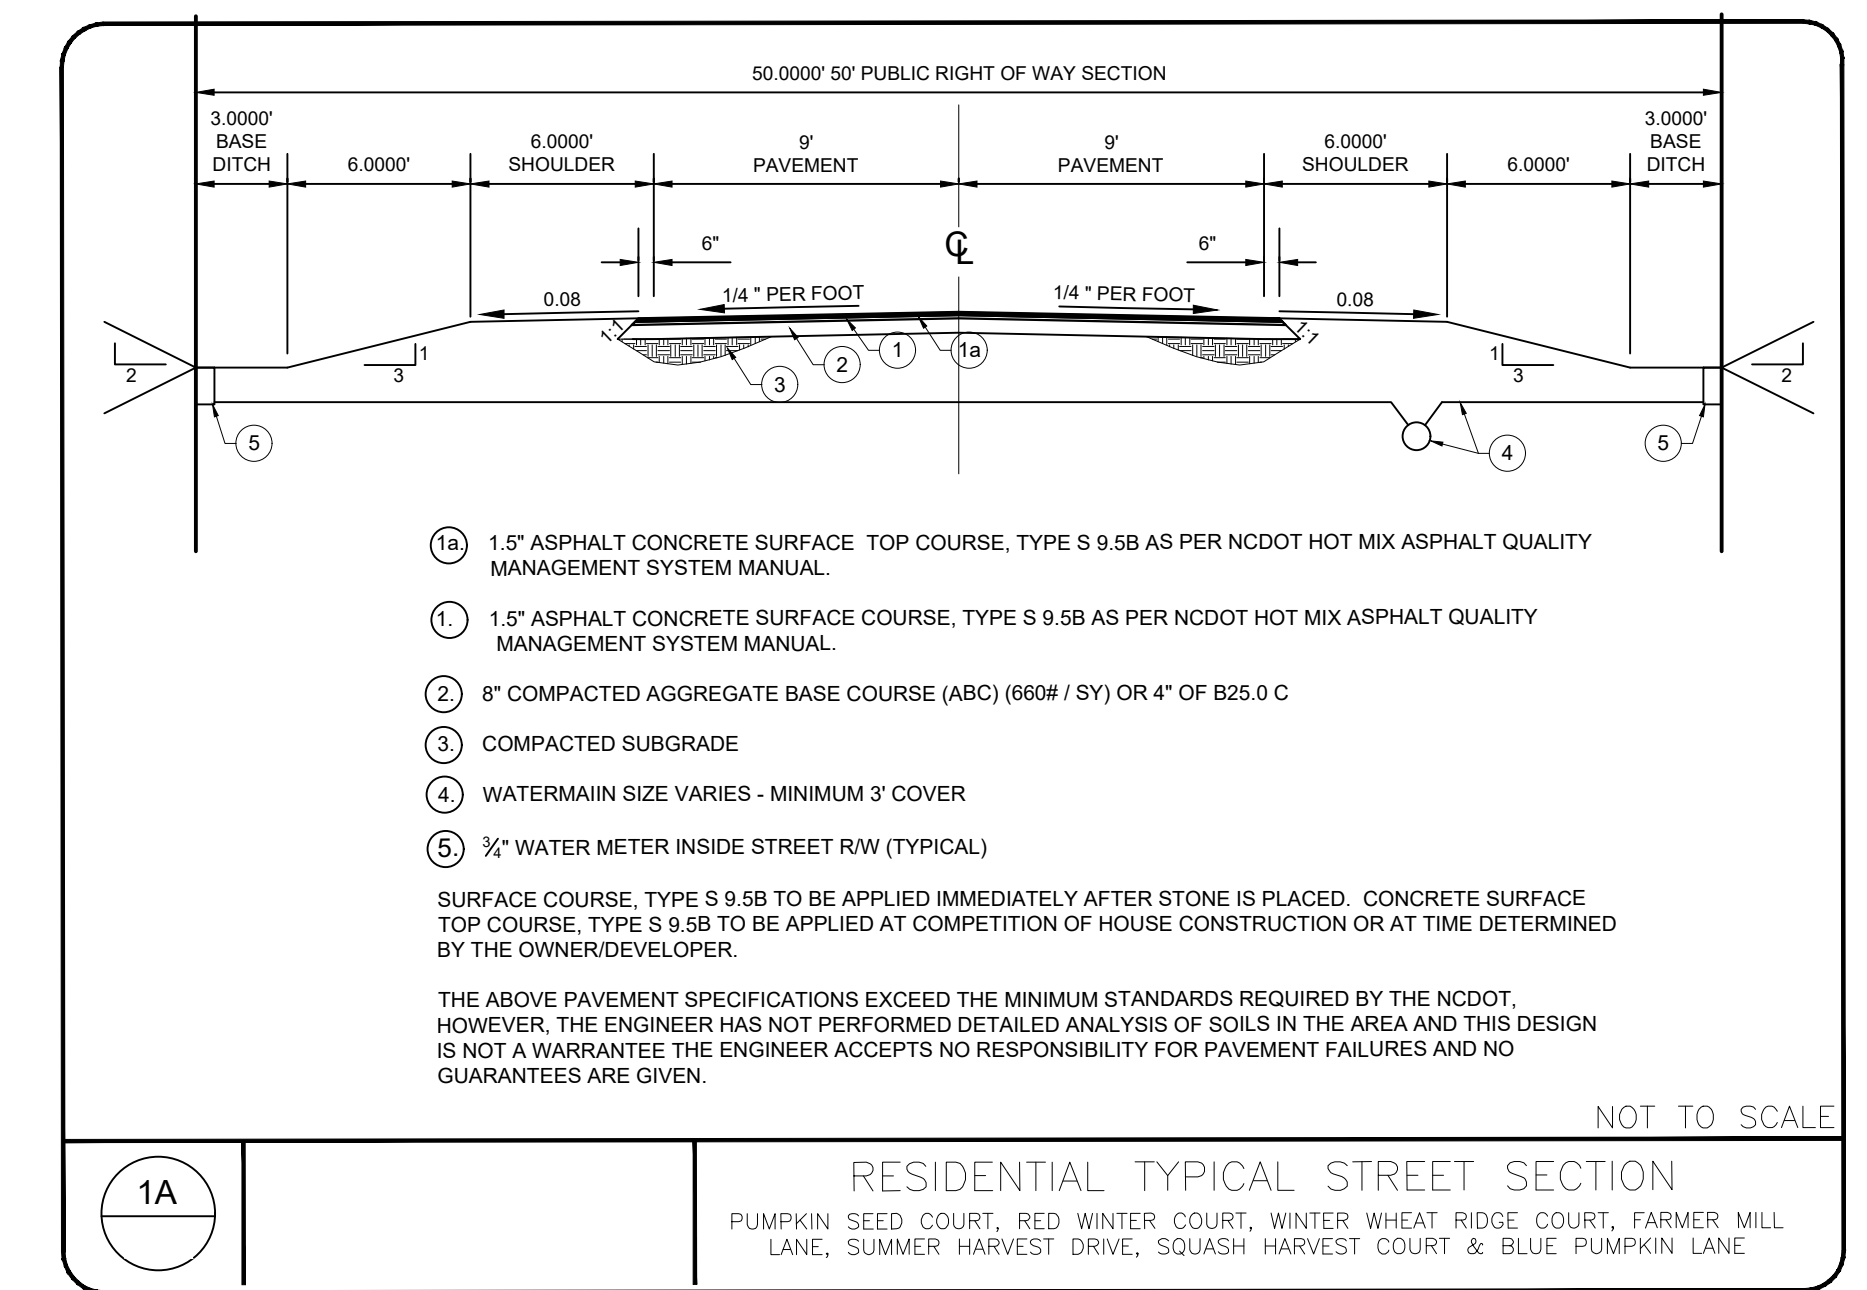 50.0000' 50' PUBLIC RIGHT OF WAY SECTION
3.0000'
BASE
DITCH
6.0000'
6.0000'
SHOULDER
9'
PAVEMENT
9'
PAVEMENT
6.0000'
SHOULDER
6.0000'
3.0000'
BASE
DITCH
6"
CL
6"
0.08
1/4 " PER FOOT
1/4 " PER FOOT
0.08
1:1
1:1
2
1
3
3
2
1
1a
1
3
2
5
4
5
1a. 1.5" ASPHALT CONCRETE SURFACE TOP COURSE, TYPE S 9.5B AS PER NCDOT HOT MIX ASPHALT QUALITY
MANAGEMENT SYSTEM MANUAL.
1. 1.5" ASPHALT CONCRETE SURFACE COURSE, TYPE S 9.5B AS PER NCDOT HOT MIX ASPHALT QUALITY
MANAGEMENT SYSTEM MANUAL.
2. 8" COMPACTED AGGREGATE BASE COURSE (ABC) (660# / SY) OR 4" OF B25.0 C
3. COMPACTED SUBGRADE
4. WATERMAIIN SIZE VARIES - MINIMUM 3' COVER
5. ¾" WATER METER INSIDE STREET R/W (TYPICAL)
SURFACE COURSE, TYPE S 9.5B TO BE APPLIED IMMEDIATELY AFTER STONE IS PLACED. CONCRETE SURFACE
TOP COURSE, TYPE S 9.5B TO BE APPLIED AT COMPETITION OF HOUSE CONSTRUCTION OR AT TIME DETERMINED
BY THE OWNER/DEVELOPER.
THE ABOVE PAVEMENT SPECIFICATIONS EXCEED THE MINIMUM STANDARDS REQUIRED BY THE NCDOT,
HOWEVER, THE ENGINEER HAS NOT PERFORMED DETAILED ANALYSIS OF SOILS IN THE AREA AND THIS DESIGN
IS NOT A WARRANTEE THE ENGINEER ACCEPTS NO RESPONSIBILITY FOR PAVEMENT FAILURES AND NO
GUARANTEES ARE GIVEN.
NOT TO SCALE
1A
RESIDENTIAL TYPICAL STREET SECTION
PUMPKIN SEED COURT, RED WINTER COURT, WINTER WHEAT RIDGE COURT, FARMER MILL
LANE, SUMMER HARVEST DRIVE, SQUASH HARVEST COURT & BLUE PUMPKIN LANE